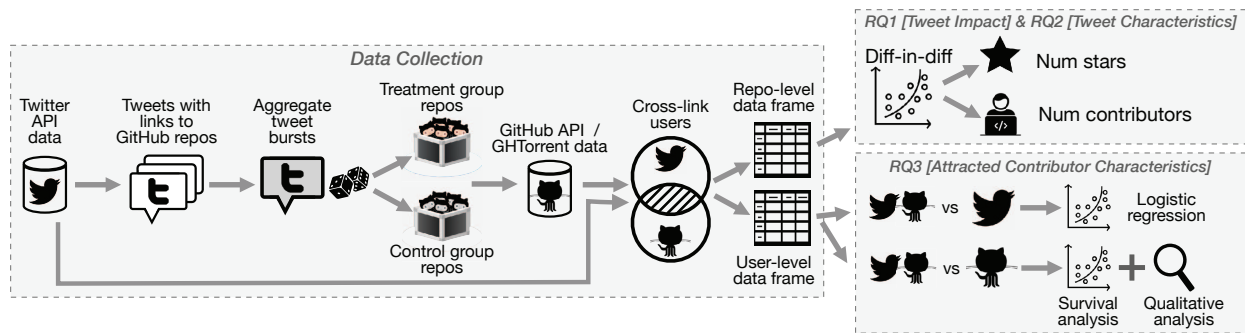 Data Collection
Twitter
API
data
Tweets with
links to
GitHub repos
Aggregate
tweet
bursts
Treatment group
repos
Control group
repos
GitHub API /
GHTorrent data
Cross-link
users
Repo-level
data frame
User-level
data frame
RQ1 [Tweet Impact] & RQ2 [Tweet Characteristics]
Diff-in-diff
Num stars
Num contributors
RQ3 [Attracted Contributor Characteristics]
vs
Logistic
regression
vs
Survival
analysis
Qualitative
analysis